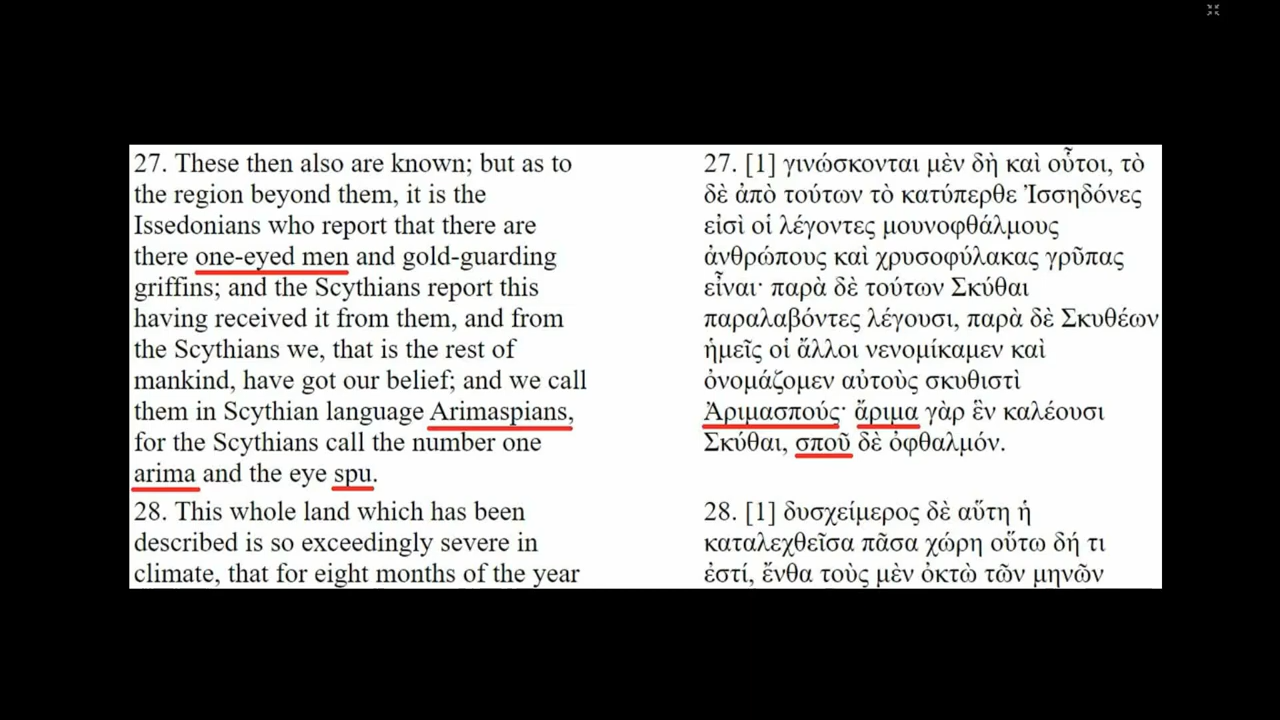 27. These then also are known; but as to
the region beyond them, it is the
Issedonians who report that there are
there one-eyed men and gold-guarding
griffins; and the Scythians report this
having received it from them, and from
the Scythians we, that is the rest of
mankind, have got our belief; and we call
them in Scythian language Arimaspians,
for the Scythians call the number one
arima and the eye spu.
28. This whole land which has been
described is so exceedingly severe in
climate, that for eight months of the year
27. [1] γινώσκονται μὲν δὴ καὶ οὗτοι, τὸ
δὲ ἀπὸ τούτων τὸ κατύπερθε Ἰσσηδόνες
εἰσὶ οἱ λέγοντες μουνοφθάλμους
ἀνθρώπους καὶ χρυσοφύλακας γρῦπας
εἶναι· παρὰ δὲ τούτων Σκύθαι
παραλαβόντες λέγουσι, παρὰ δὲ Σκυθέων
ἡμεῖς οἱ ἄλλοι νενομίκαμεν καὶ
ὀνομάζομεν αὐτοὺς σκυθιστὶ
Ἀριμασπούς· ἄριμα γὰρ ἓν καλέουσι
Σκύθαι, σποῦ δὲ ὀφθαλμόν.
28. [1] δυσχείμερος δὲ αὕτη ἡ
καταλεχθεῖσα πᾶσα χώρη οὕτω δή τι
ἐστί, ἔνθα τοὺς μὲν ὀκτὼ τῶν μηνῶν